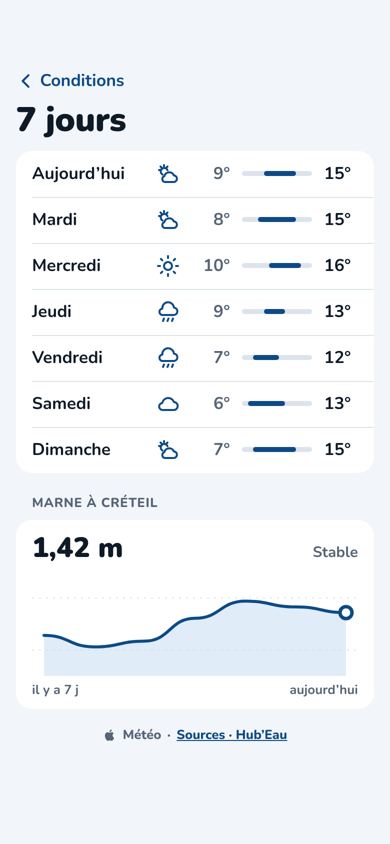 Conditions
7 jours
Aujourd'hui 9° 15°
Mardi 8° 15°
Mercredi 10° 16°
Jeudi 9° 13°
Vendredi 7° 12°
Samedi 6° 13°
Dimanche 7° 15°
MARNE À CRÉTEIL
1,42 m Stable
il y a 7 j aujourd'hui
Météo · Sources · Hub'Eau